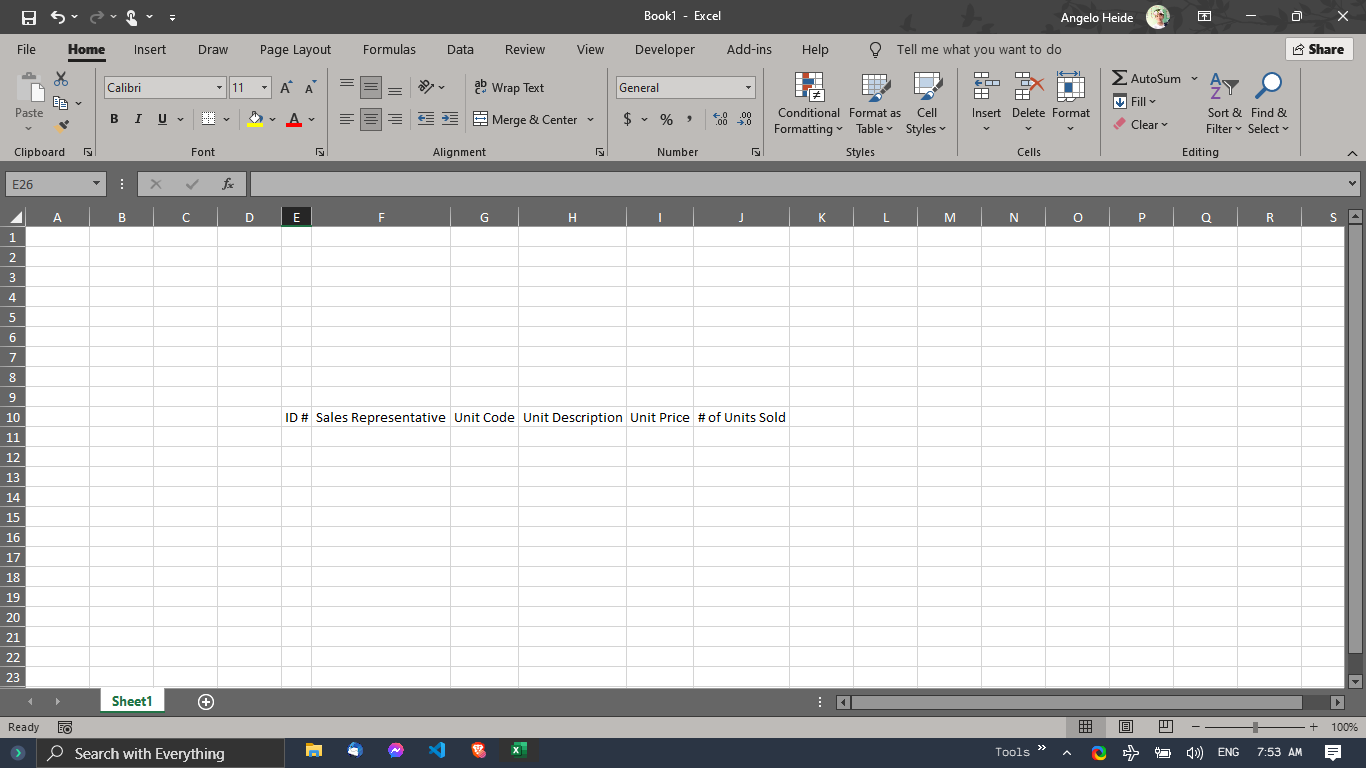 Book1 - Excel
Angelo Heide
File Home Insert Draw Page Layout Formulas Data Review View Developer Add-ins Help Tell me what you want to do Share
Paste
Clipboard
Calibri 11
B I U A
Font
ab Wrap Text
Merge & Center
Alignment
General
$ % ,
Number
Conditional Formatting
Format as Table
Cell Styles
Styles
Insert Delete Format
Cells
AutoSum
Fill
Clear
Sort & Filter
Find & Select
Editing
E26 fx
A B C D E F G H I J K L M N O P Q R S
1
2
3
4
5
6
7
8
9
10 ID # Sales Representative Unit Code Unit Description Unit Price # of Units Sold
11
12
13
14
15
16
17
18
19
20
21
22
23
Sheet1
Ready 100%
Search with Everything Tools ENG 7:53 AM